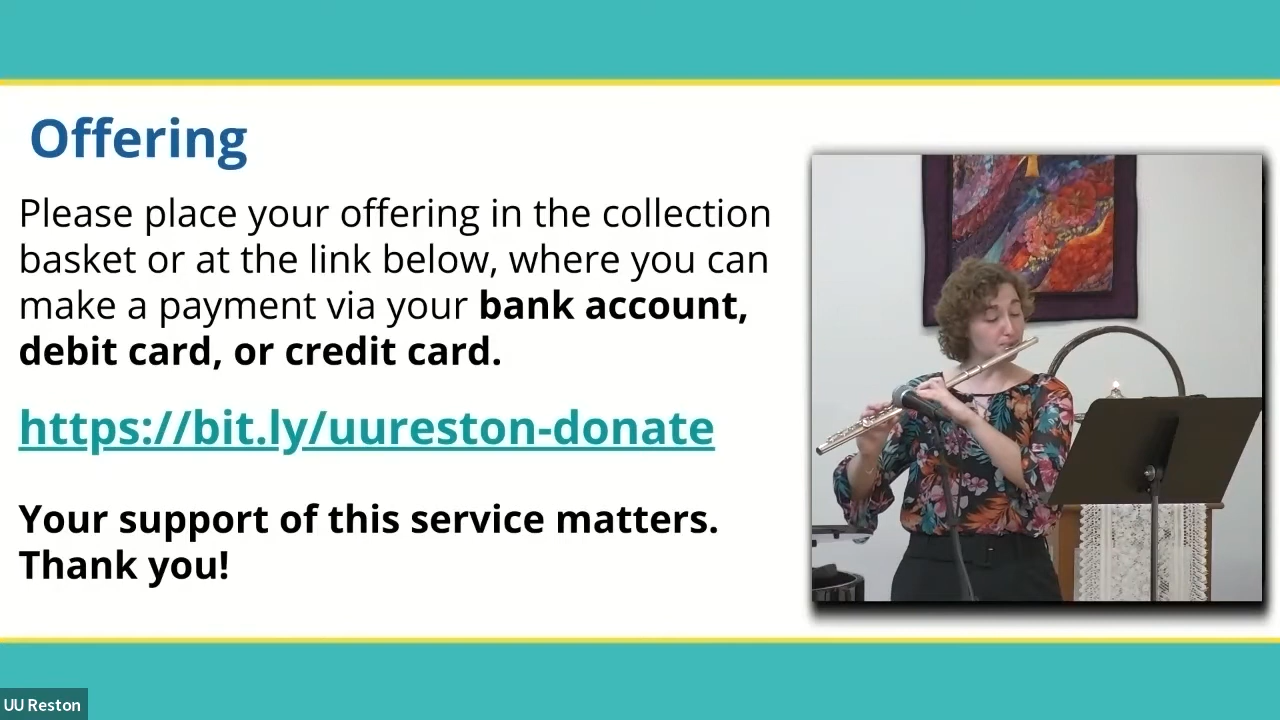 Offering
Please place your offering in the collection
basket or at the link below, where you can
make a payment via your bank account,
debit card, or credit card.
https://bit.ly/uureston-donate
Your support of this service matters.
Thank you!
UU Reston